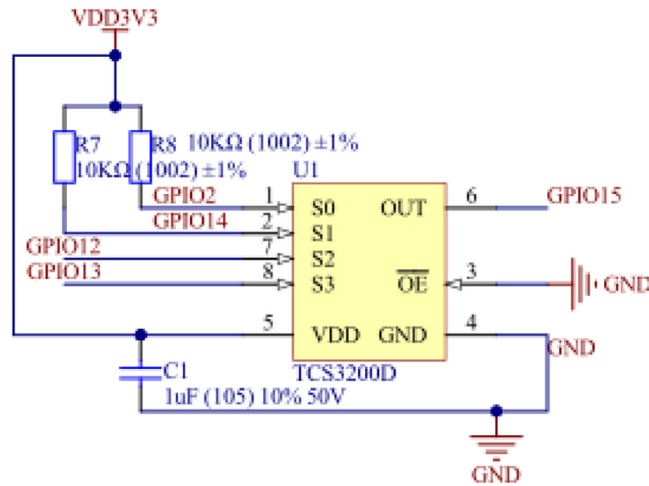 VDD3V3
R7
R8 10KΩ (1002) ±1%
10KΩ (1002) ±1%
U1
GPIO2 1 S0 OUT 6 GPIO15
GPIO14 2 S1
GPIO12 7 S2
GPIO13 8 S3 OE 3 GND
5 VDD GND 4
GND
C1 TCS3200D
1uF (105) 10% 50V
GND